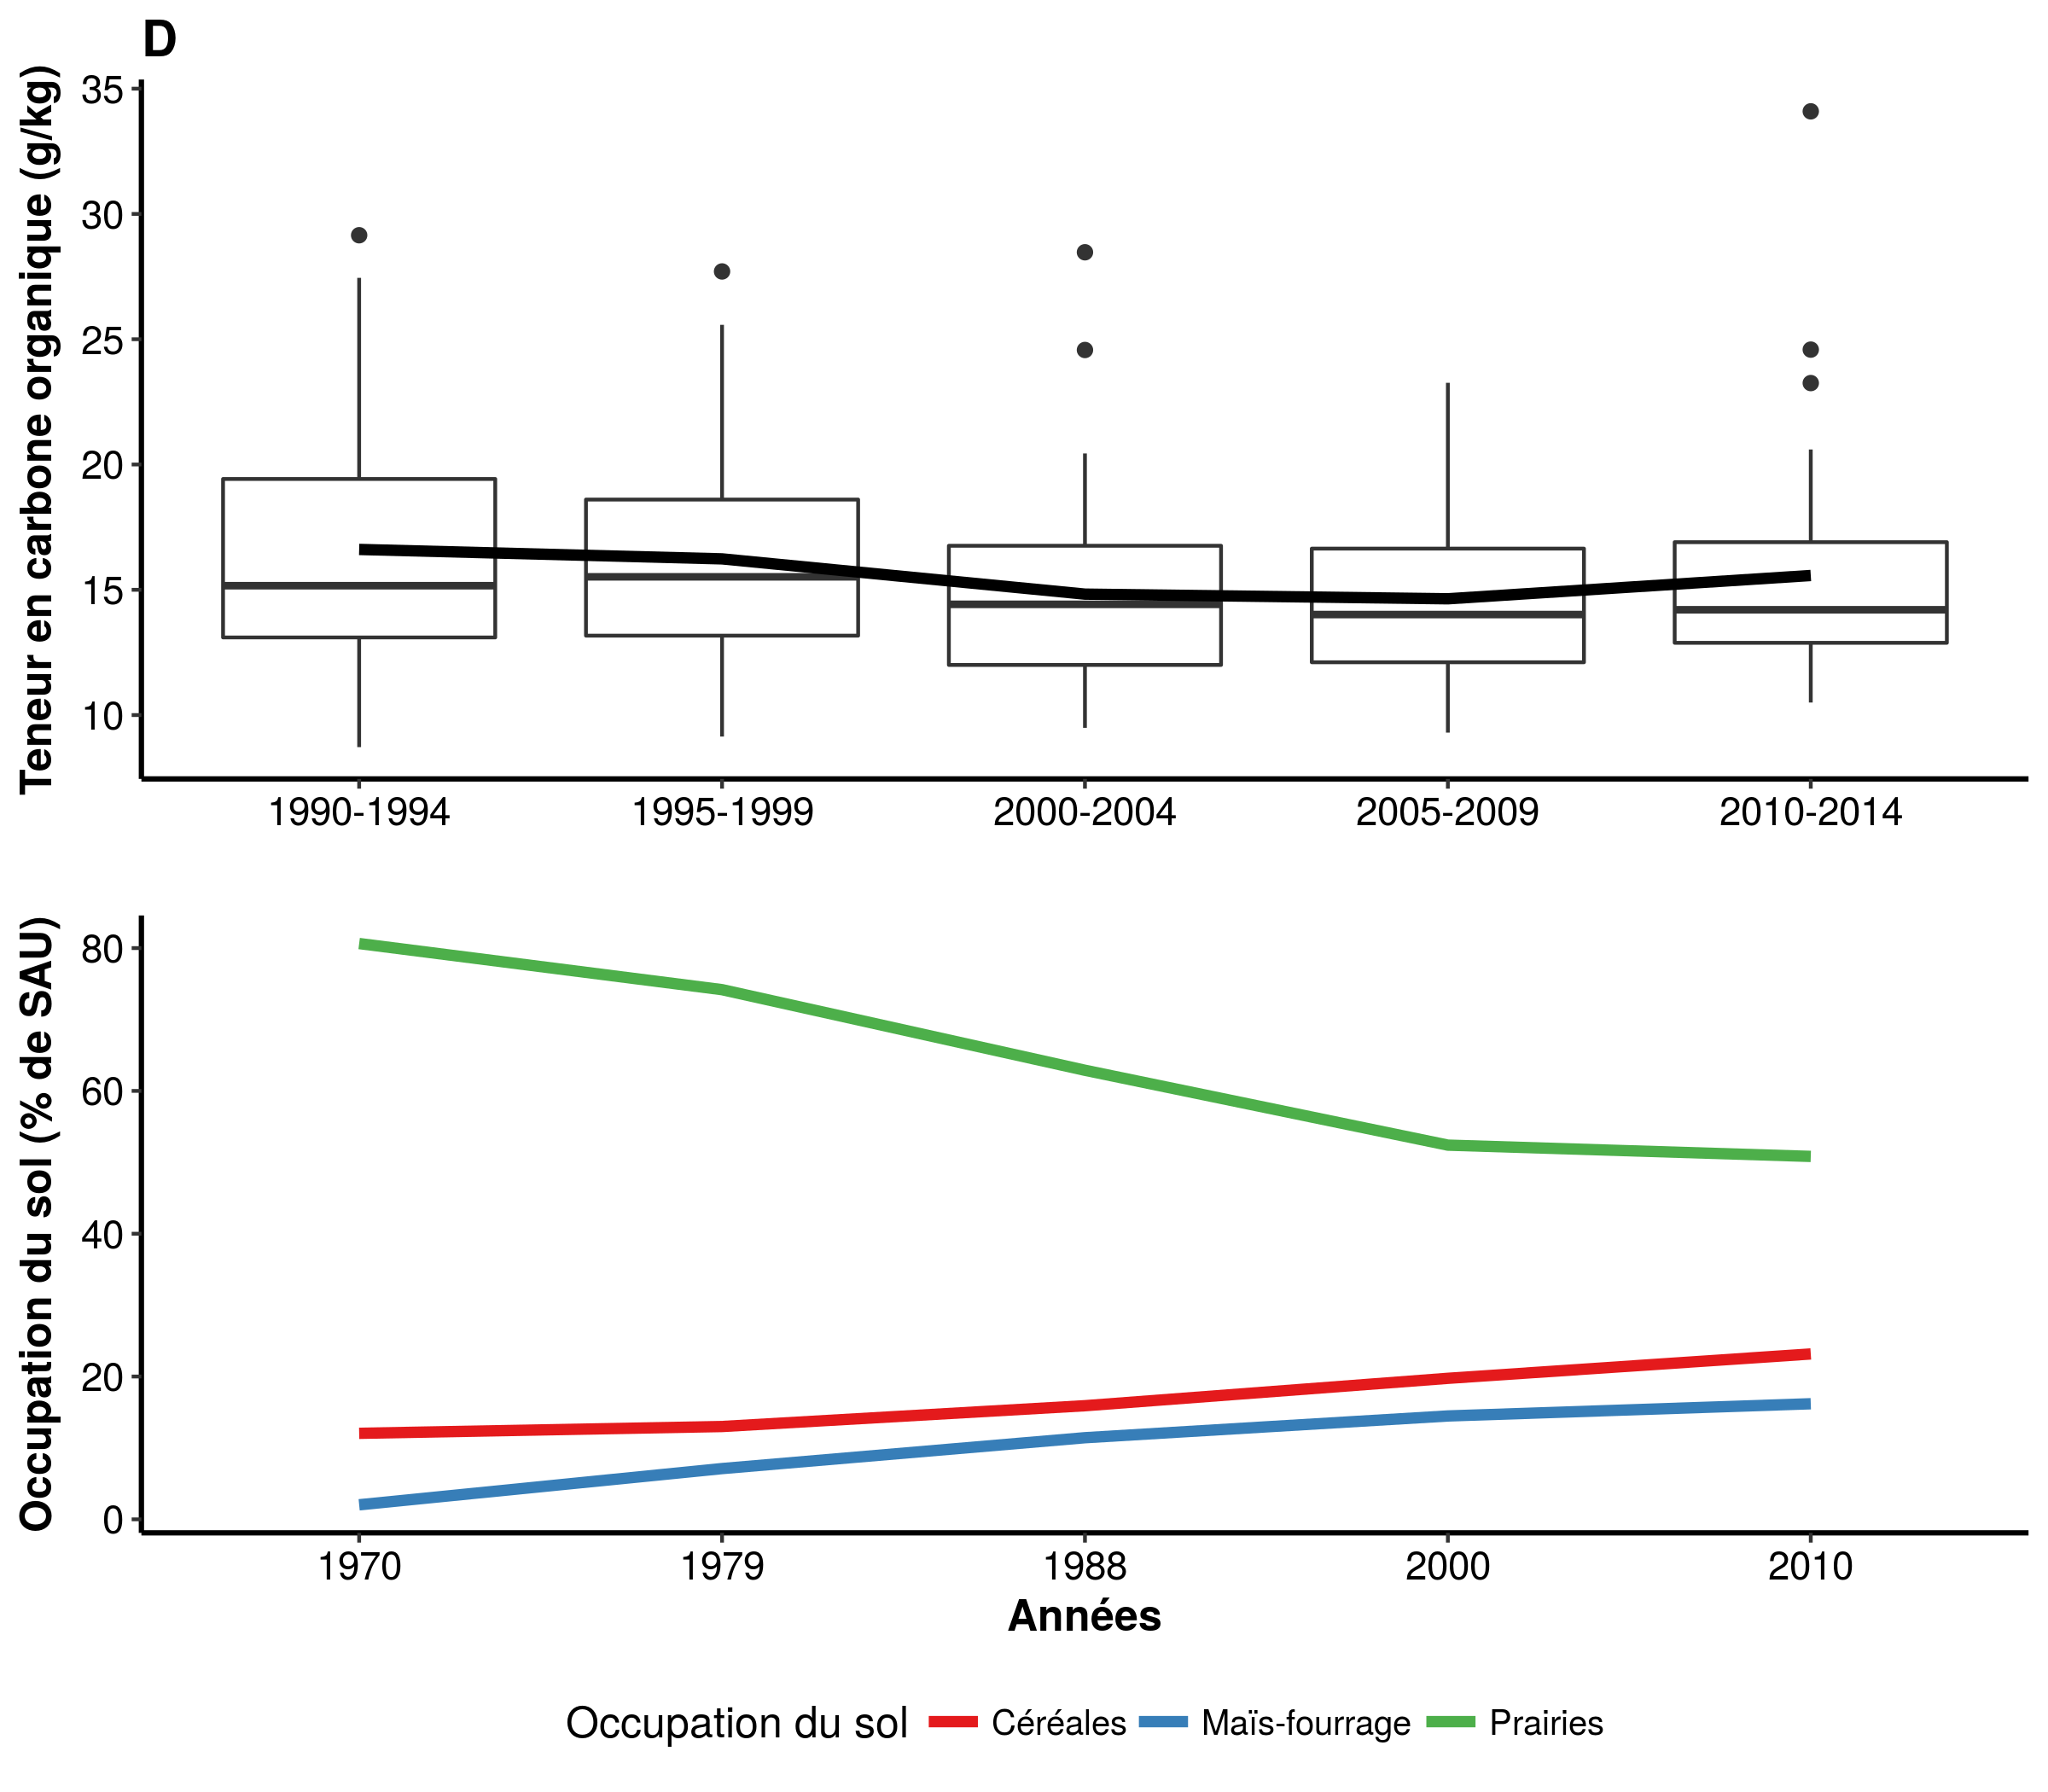 D
Teneur en carbone organique (g/kg)
35
30
25
20
15
10
1990-1994 1995-1999 2000-2004 2005-2009 2010-2014
Occupation du sol (% de SAU)
80
60
40
20
0
1970 1979 1988 2000 2010
Années
Occupation du sol Céréales Maïs-fourrage Prairies